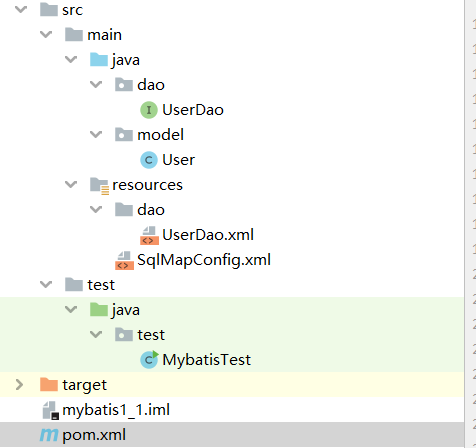 src
main
java
dao
I UserDao
model
C User
resources
dao
UserDao.xml
SqlMapConfig.xml
test
java
test
C MybatisTest
target
mybatis1_1.iml
m pom.xml